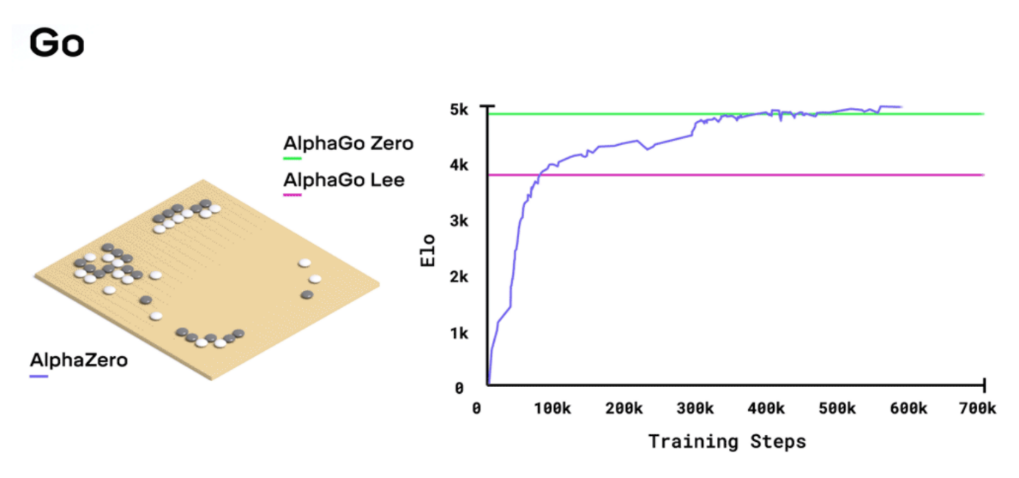 Go
AlphaGo Zero
AlphaGo Lee
AlphaZero
5k
4k
3k
2k
1k
0
Elo
0 100k 200k 300k 400k 500k 600k 700k
Training Steps